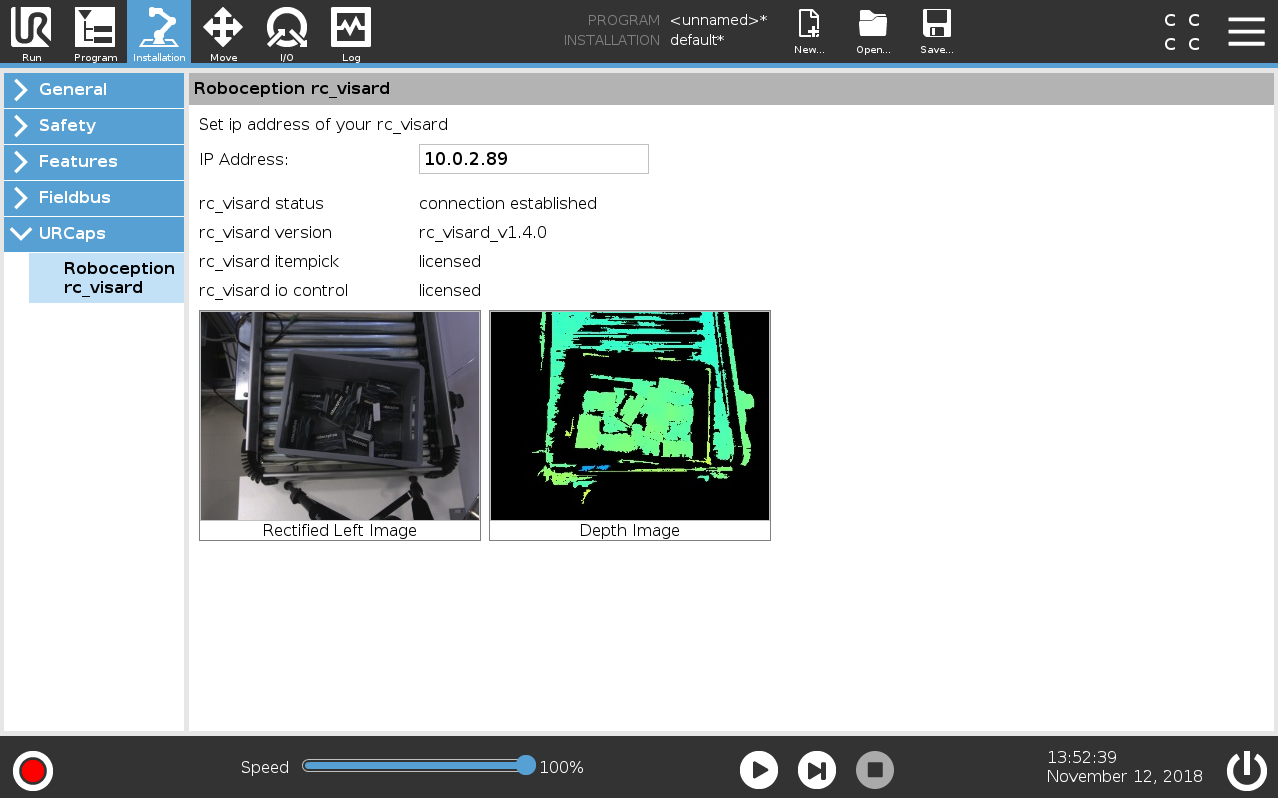 PROGRAM <unnamed>*
INSTALLATION default*
Run Program Installation Move I/O Log New... Open... Save...
C C
C C
General
Safety
Features
Fieldbus
URCaps
Roboception
rc_visard
Roboception rc_visard
Set ip address of your rc_visard
IP Address: 10.0.2.89
rc_visard status connection established
rc_visard version rc_visard_v1.4.0
rc_visard itempick licensed
rc_visard io control licensed
Rectified Left Image Depth Image
Speed 100%
13:52:39
November 12, 2018